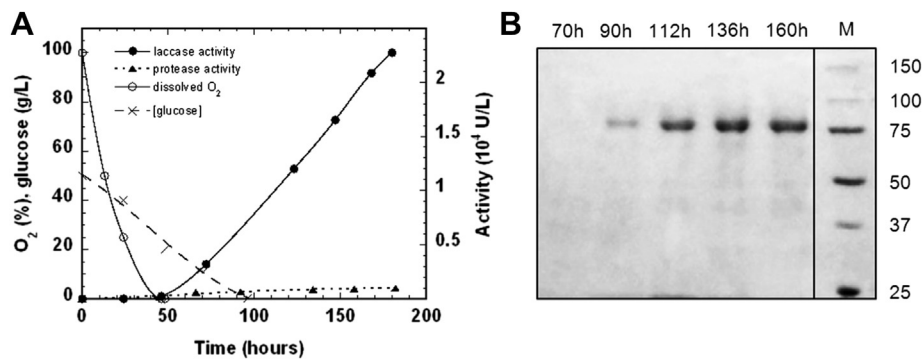 A
100
80
60
40
20
0
O2 (%), glucose (g/L)
laccase activity
protease activity
dissolved O2
[glucose]
2
1.5
1
0.5
0
Activity (10⁴ U/L)
0 50 100 150 200
Time (hours)
B
70h 90h 112h 136h 160h M
150
100
75
50
37
25